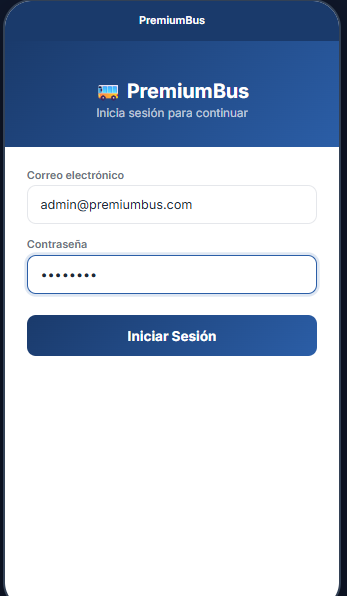 PremiumBus
🚌 PremiumBus
Inicia sesión para continuar
Correo electrónico
admin@premiumbus.com
Contraseña
••••••••
Iniciar Sesión